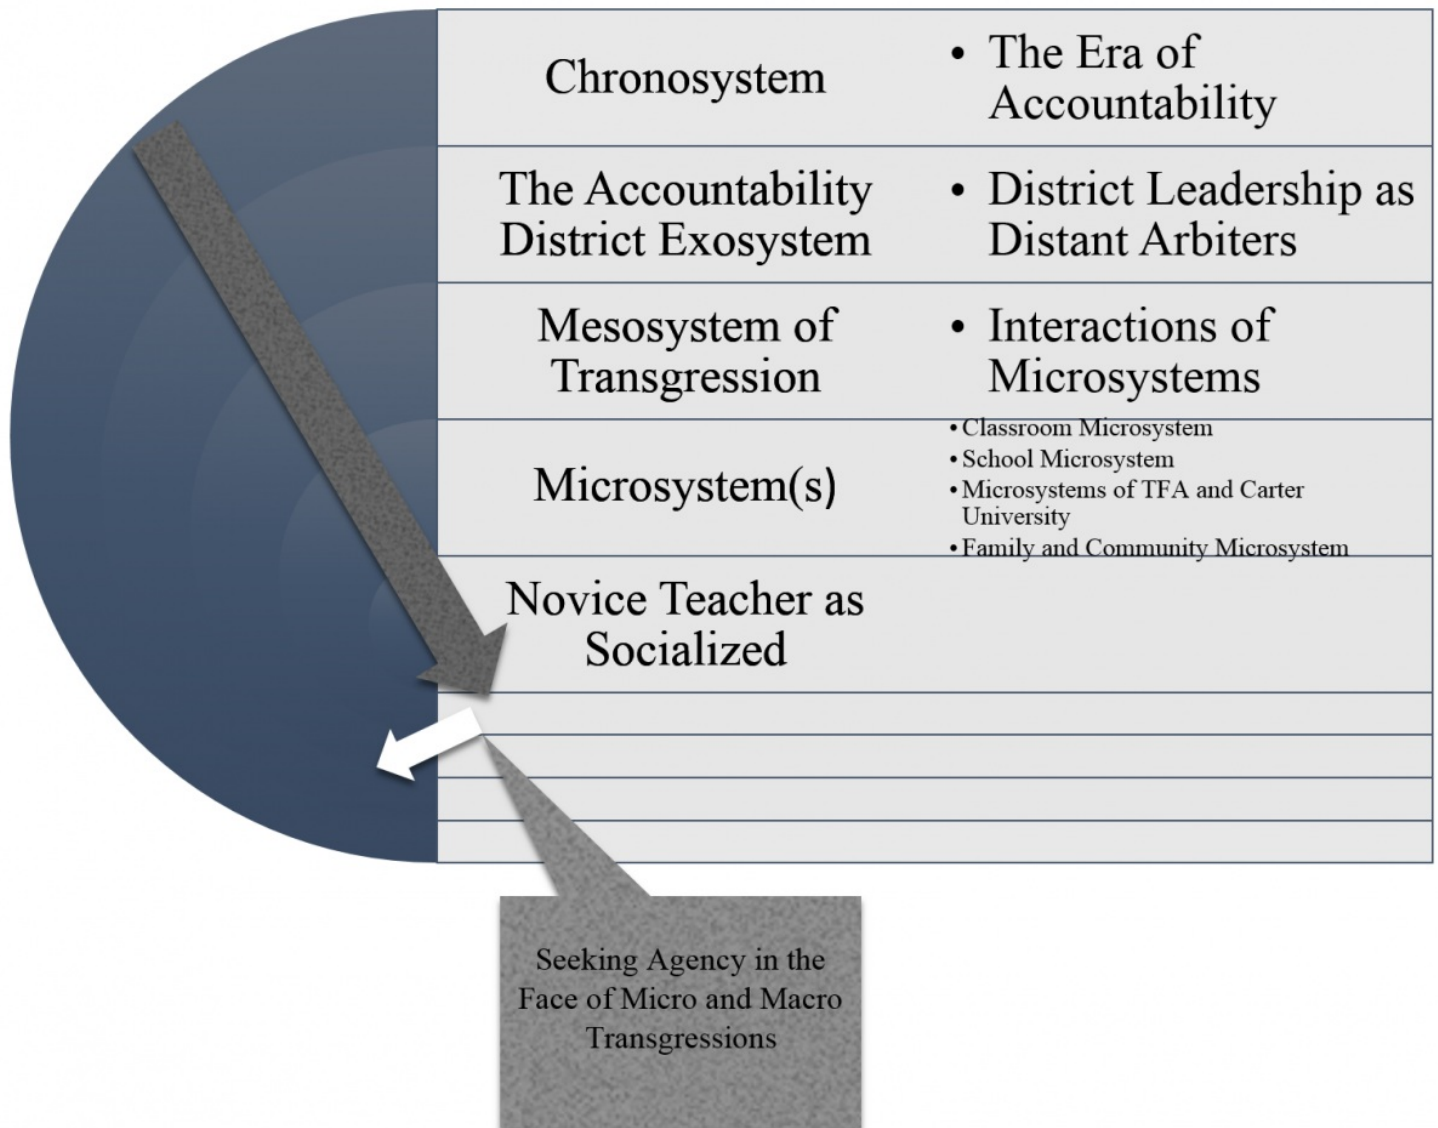 Chronosystem
• The Era of
Accountability
The Accountability
District Exosystem
• District Leadership as
Distant Arbiters
Mesosystem of
Transgression
• Interactions of
Microsystems
Microsystem(s)
• Classroom Microsystem
• School Microsystem
• Microsystems of TFA and Carter
University
• Family and Community Microsystem
Novice Teacher as
Socialized
Seeking Agency in the
Face of Micro and Macro
Transgressions